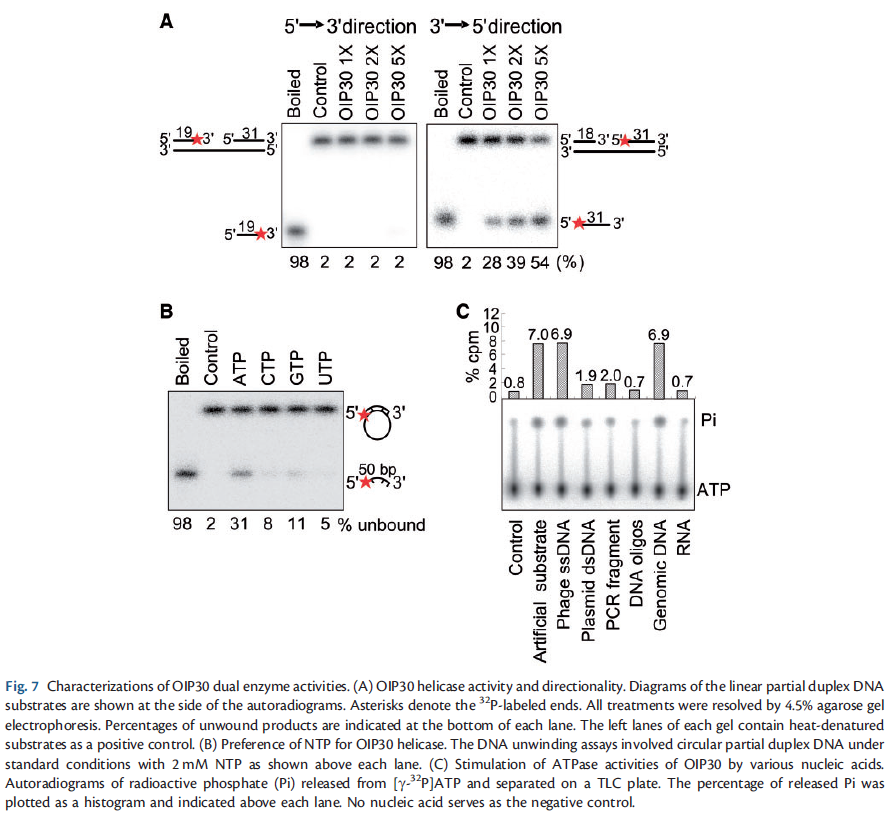 A
5'→3'direction
3'→ 5'direction
Boiled
Control
OIP30 1X
OIP30 2X
OIP30 5X
Boiled
Control
OIP30 1X
OIP30 2X
OIP30 5X
5' 19 3' 5' 31 3'
3' 5'
5' 19 3'
5' 18 3' 5' 31 3'
3' 5'
5' 31 3'
98 2 2 2 2
98 2 28 39 54 (%)
B
Boiled
Control
ATP
CTP
GTP
UTP
5' 3'
50 bp
5' 3'
98 2 31 8 11 5 % unbound
C
% cpm
12
10
8
6
4
2
0
0.8 7.0 6.9 1.9 2.0 0.7 6.9 0.7
Pi
ATP
Control
Artificial substrate
Phage ssDNA
Plasmid dsDNA
PCR fragment
DNA oligos
Genomic DNA
RNA
Fig. 7 Characterizations of OIP30 dual enzyme activities. (A) OIP30 helicase activity and directionality. Diagrams of the linear partial duplex DNA
substrates are shown at the side of the autoradiograms. Asterisks denote the 32P-labeled ends. All treatments were resolved by 4.5% agarose gel
electrophoresis. Percentages of unwound products are indicated at the bottom of each lane. The left lanes of each gel contain heat-denatured
substrates as a positive control. (B) Preference of NTP for OIP30 helicase. The DNA unwinding assays involved circular partial duplex DNA under
standard conditions with 2 mM NTP as shown above each lane. (C) Stimulation of ATPase activities of OIP30 by various nucleic acids.
Autoradiograms of radioactive phosphate (Pi) released from [γ-32P]ATP and separated on a TLC plate. The percentage of released Pi was
plotted as a histogram and indicated above each lane. No nucleic acid serves as the negative control.